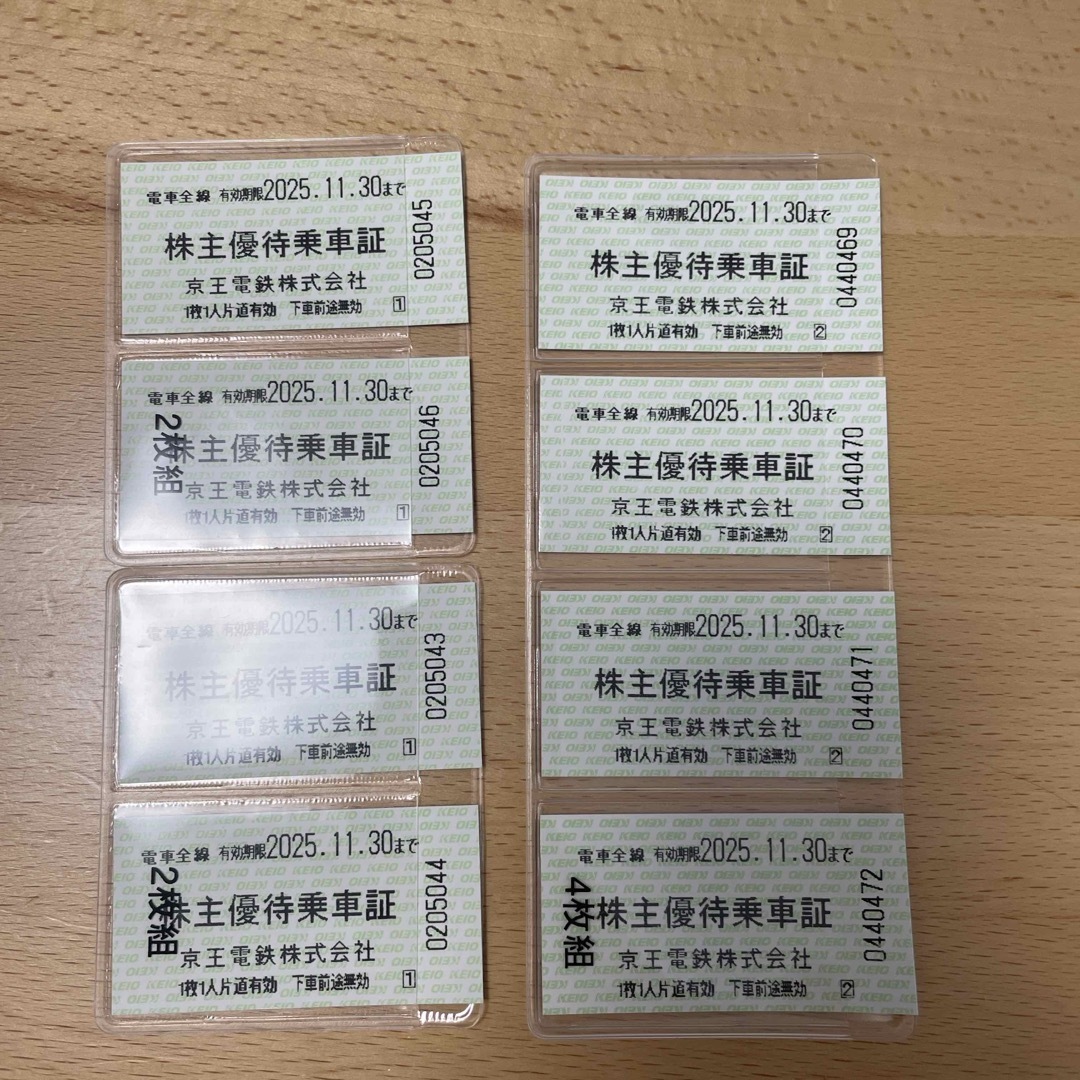 電車全線 有効期限2025.11.30まで
株主優待乗車証
京王電鉄株式会社
1枚1人片道有効 下車前途無効 1
0205045
電車全線 有効期限2025.11.30まで
株主優待乗車証
京王電鉄株式会社
1枚1人片道有効 下車前途無効 1
2枚組
0205046
電車全線 有効期限2025.11.30まで
株主優待乗車証
京王電鉄株式会社
1枚1人片道有効 下車前途無効 1
0205043
電車全線 有効期限2025.11.30まで
株主優待乗車証
京王電鉄株式会社
1枚1人片道有効 下車前途無効 1
2枚組
0205044
電車全線 有効期限2025.11.30まで
株主優待乗車証
京王電鉄株式会社
1枚1人片道有効 下車前途無効 2
0440469
電車全線 有効期限2025.11.30まで
株主優待乗車証
京王電鉄株式会社
1枚1人片道有効 下車前途無効 2
0440470
電車全線 有効期限2025.11.30まで
株主優待乗車証
京王電鉄株式会社
1枚1人片道有効 下車前途無効 2
0440471
電車全線 有効期限2025.11.30まで
株主優待乗車証
京王電鉄株式会社
1枚1人片道有効 下車前途無効 2
4枚組
0440472